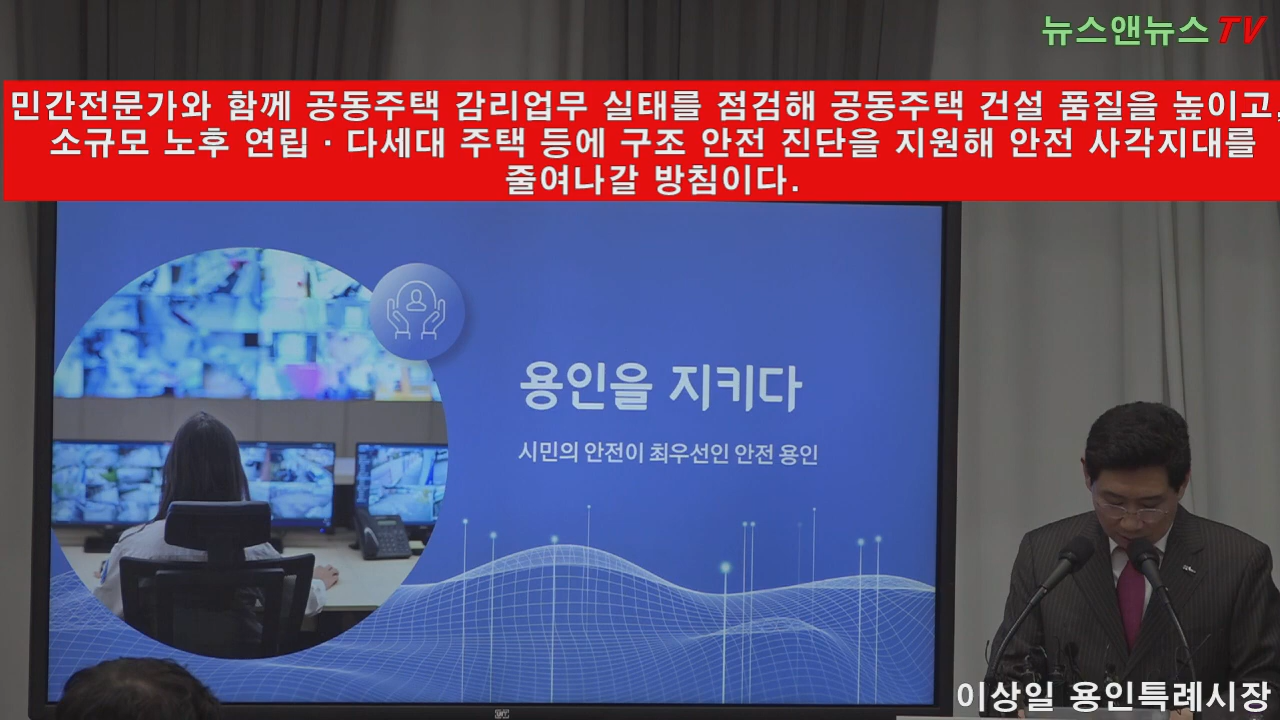 뉴스앤뉴스TV
민간전문가와 함께 공동주택 감리업무 실태를 점검해 공동주택 건설 품질을 높이고,
소규모 노후 연립·다세대 주택 등에 구조 안전 진단을 지원해 안전 사각지대를
줄여나갈 방침이다.
용인을 지키다
시민의 안전이 최우선인 안전 용인
이상일 용인특례시장